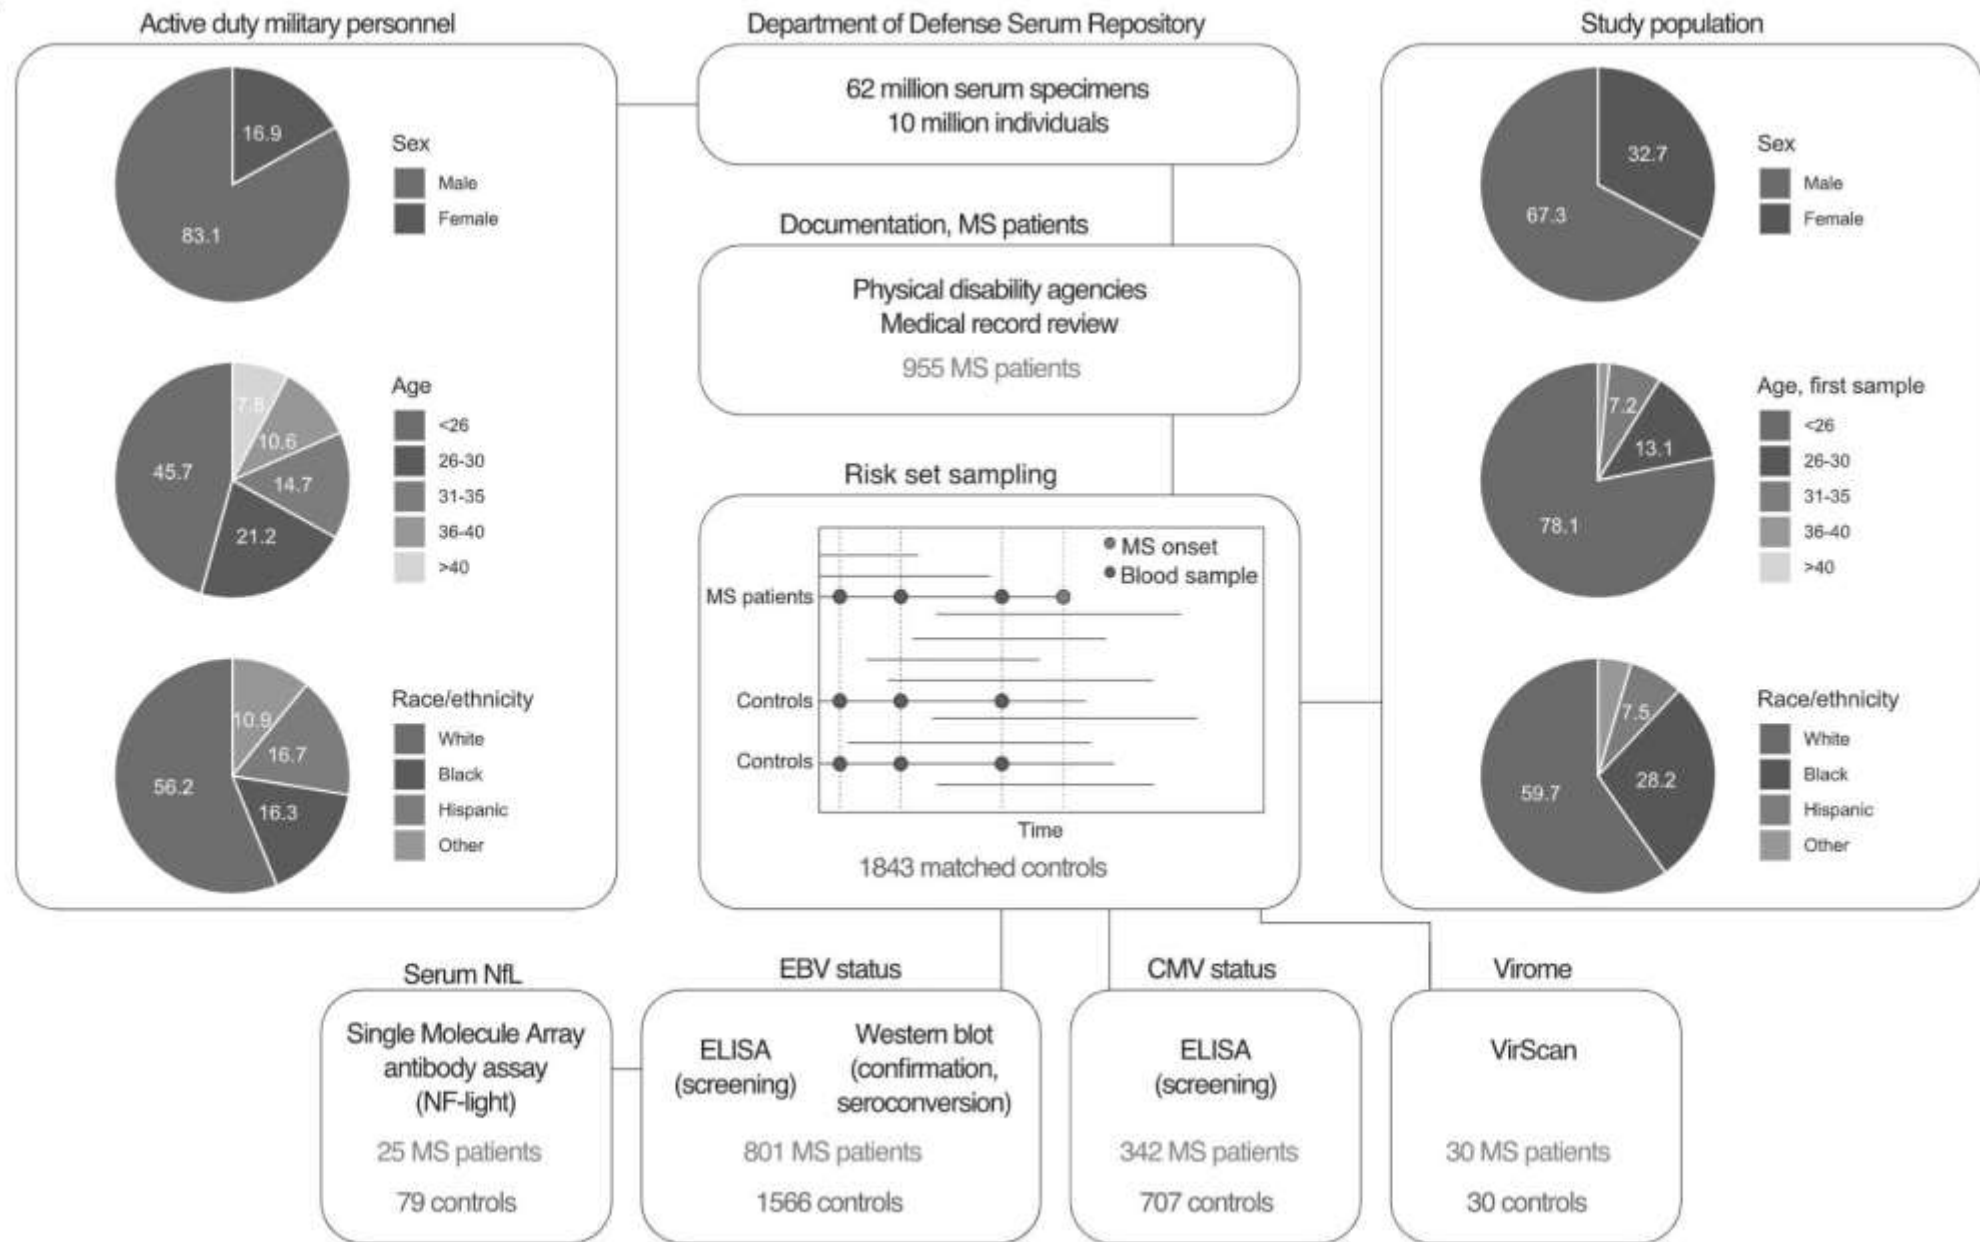 Active duty military personnel
16.9
83.1
Sex
Male
Female
7.8
10.6
14.7
21.2
45.7
Age
<26
26-30
31-35
36-40
>40
10.9
16.7
16.3
56.2
Race/ethnicity
White
Black
Hispanic
Other
Department of Defense Serum Repository
62 million serum specimens
10 million individuals
Documentation, MS patients
Physical disability agencies
Medical record review
955 MS patients
Risk set sampling
MS onset
Blood sample
MS patients
Controls
Controls
Time
1843 matched controls
Study population
32.7
67.3
Sex
Male
Female
7.2
13.1
78.1
Age, first sample
<26
26-30
31-35
36-40
>40
7.5
28.2
59.7
Race/ethnicity
White
Black
Hispanic
Other
Serum NfL
Single Molecule Array
antibody assay
(NF-light)
25 MS patients
79 controls
EBV status
ELISA
(screening)
Western blot
(confirmation,
seroconversion)
801 MS patients
1566 controls
CMV status
ELISA
(screening)
342 MS patients
707 controls
Virome
VirScan
30 MS patients
30 controls